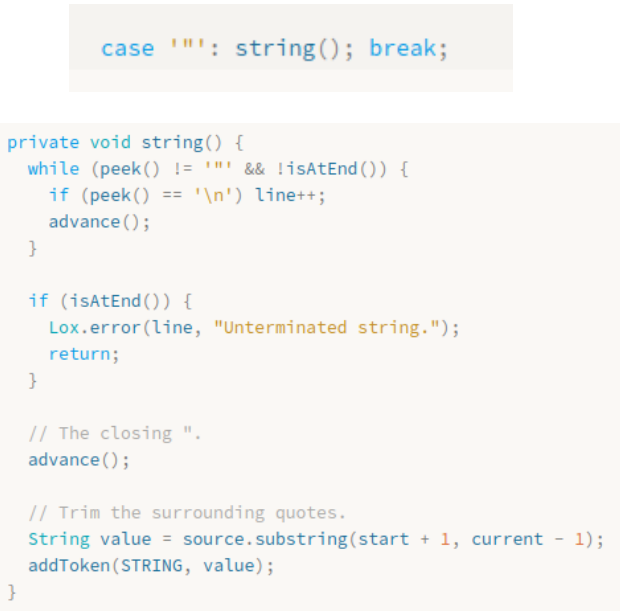 case '"': string(); break;
private void string() {
while (peek() != '"' && !isAtEnd()) {
if (peek() == '\n') line++;
advance();
}
if (isAtEnd()) {
Lox.error(line, "Unterminated string.");
return;
}
// The closing ".
advance();
// Trim the surrounding quotes.
String value = source.substring(start + 1, current - 1);
addToken(STRING, value);
}